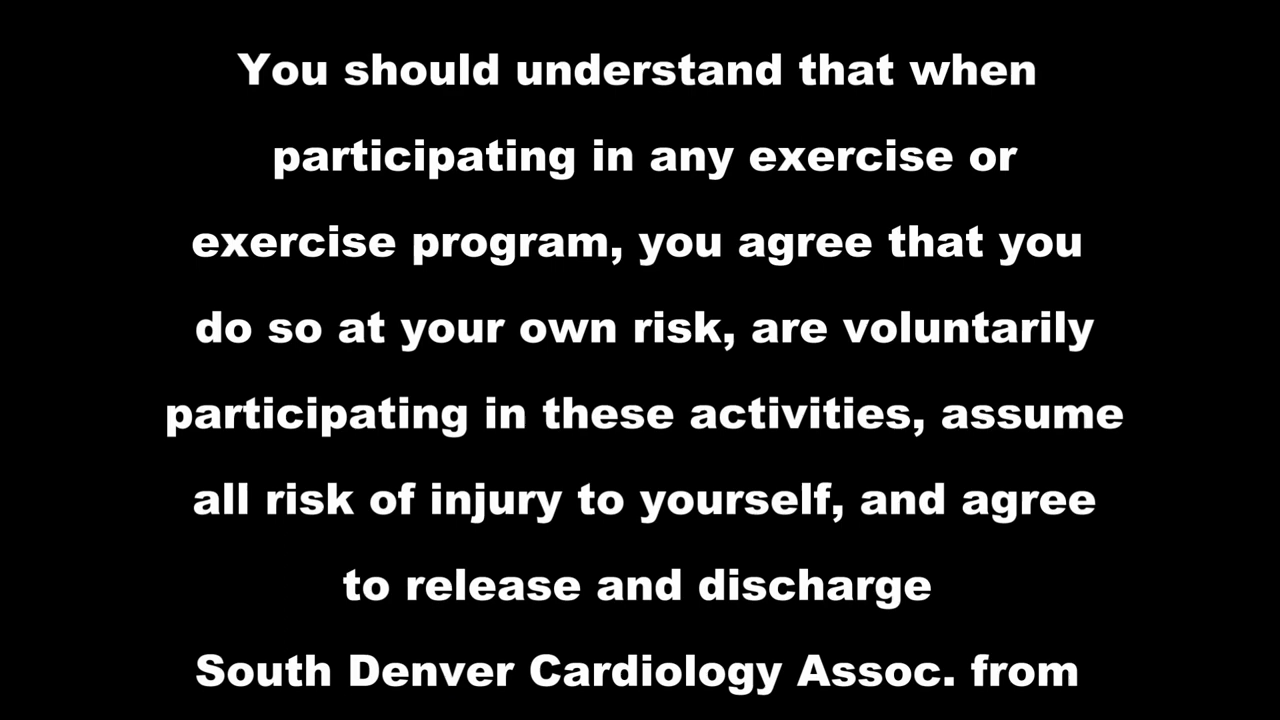 You should understand that when
participating in any exercise or
exercise program, you agree that you
do so at your own risk, are voluntarily
participating in these activities, assume
all risk of injury to yourself, and agree
to release and discharge
South Denver Cardiology Assoc. from